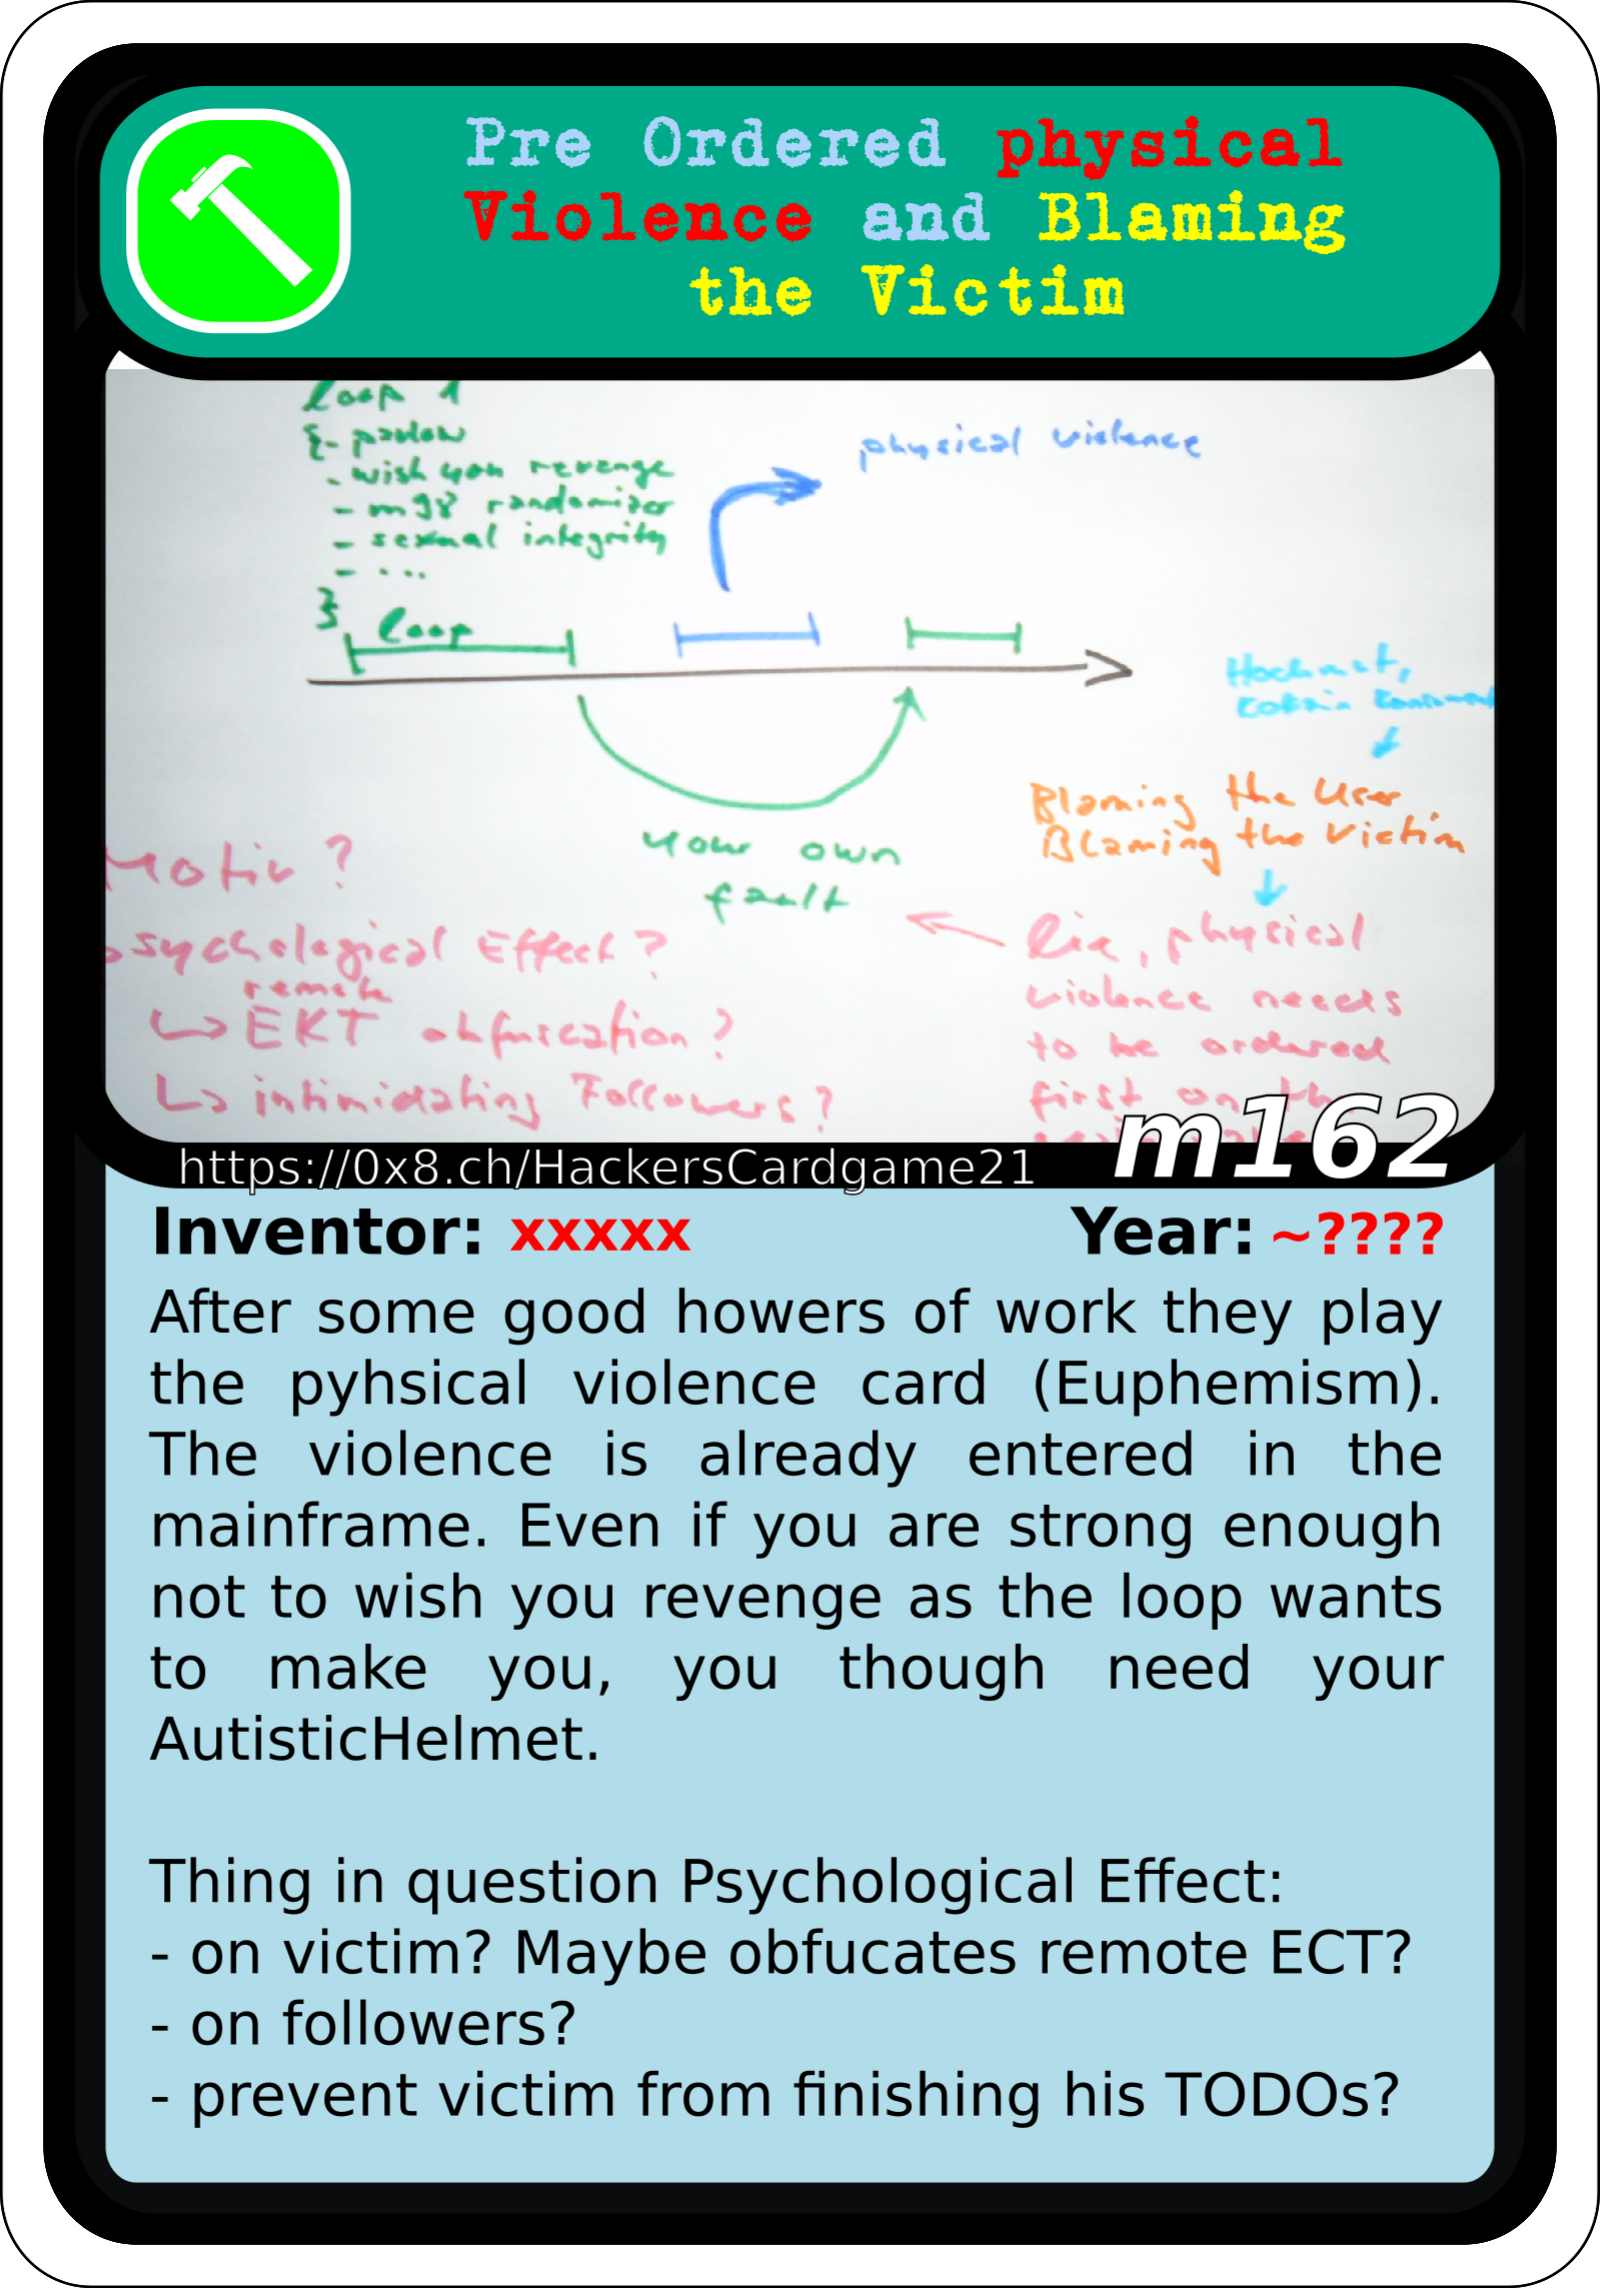 Pre Ordered physical
Violence and Blaming
the Victim
loop 1
{- pavlow
- wish you revenge
- m98 randomizer
- sexual integrity
- ...
}
loop
physical violence
Hochmut,
Kokain Konsument
Blaming the User,
Blaming the Victim
your own
fault
Motiv?
psychological Effect?
remote
↳ EKT obfuscation?
↳ intimidating Followers?
lie, physical
violence needs
to be ordered
first on the
m162
https://0x8.ch/HackersCardgame21
Inventor: xxxxx
Year: ~????
After some good howers of work they play
the pyhsical violence card (Euphemism).
The violence is already entered in the
mainframe. Even if you are strong enough
not to wish you revenge as the loop wants
to make you, you though need your
AutisticHelmet.
Thing in question Psychological Effect:
- on victim? Maybe obfucates remote ECT?
- on followers?
- prevent victim from finishing his TODOs?